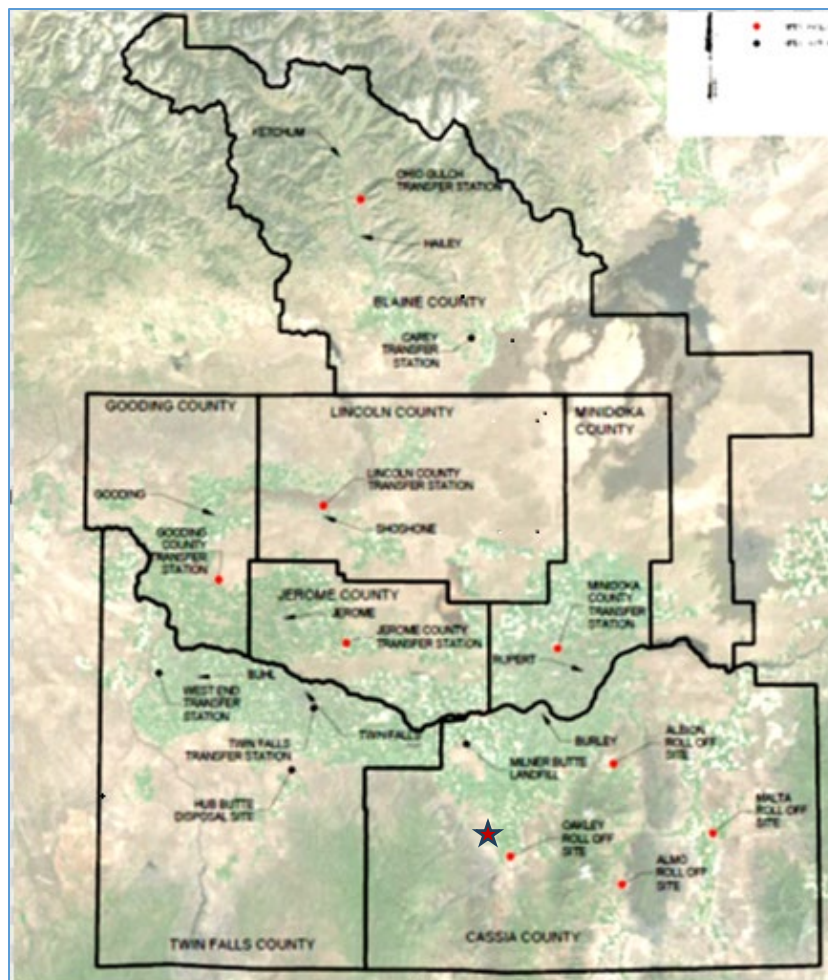 KETCHUM
OHIO GULCH
TRANSFER STATION
HAILEY
BLAINE COUNTY
CAREY
TRANSFER
STATION
GOODING COUNTY
LINCOLN COUNTY
MINIDOKA
COUNTY
LINCOLN COUNTY
TRANSFER STATION
GOODING
SHOSHONE
GOODING
COUNTY
TRANSFER
STATION
JEROME COUNTY
JEROME
JEROME COUNTY
TRANSFER STATION
MINIDOKA
COUNTY
TRANSFER
STATION
RUPERT
BUHL
WEST END
TRANSFER
STATION
TWIN FALLS
TWIN FALLS
TRANSFER STATION
BURLEY
MILNER BUTTE
LANDFILL
ALBION
ROLL OFF
SITE
HUB BUTTE
DISPOSAL SITE
MALTA
ROLL OFF
SITE
OAKLEY
ROLL OFF
SITE
ALMO
ROLL OFF
SITE
TWIN FALLS COUNTY
CASSIA COUNTY